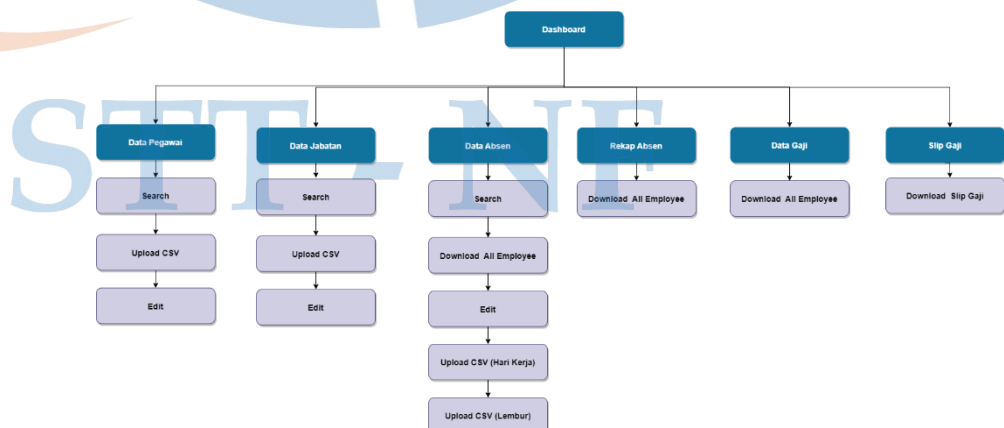 Dashboard
STT - NF
Data Pegawai
Data Jabatan
Data Absen
Rekap Absen
Data Gaji
Slip Gaji
Search
Search
Search
Download All Employee
Download All Employee
Download Slip Gaji
Upload CSV
Upload CSV
Download All Employee
Edit
Edit
Edit
Upload CSV (Hari Kerja)
Upload CSV (Lembur)